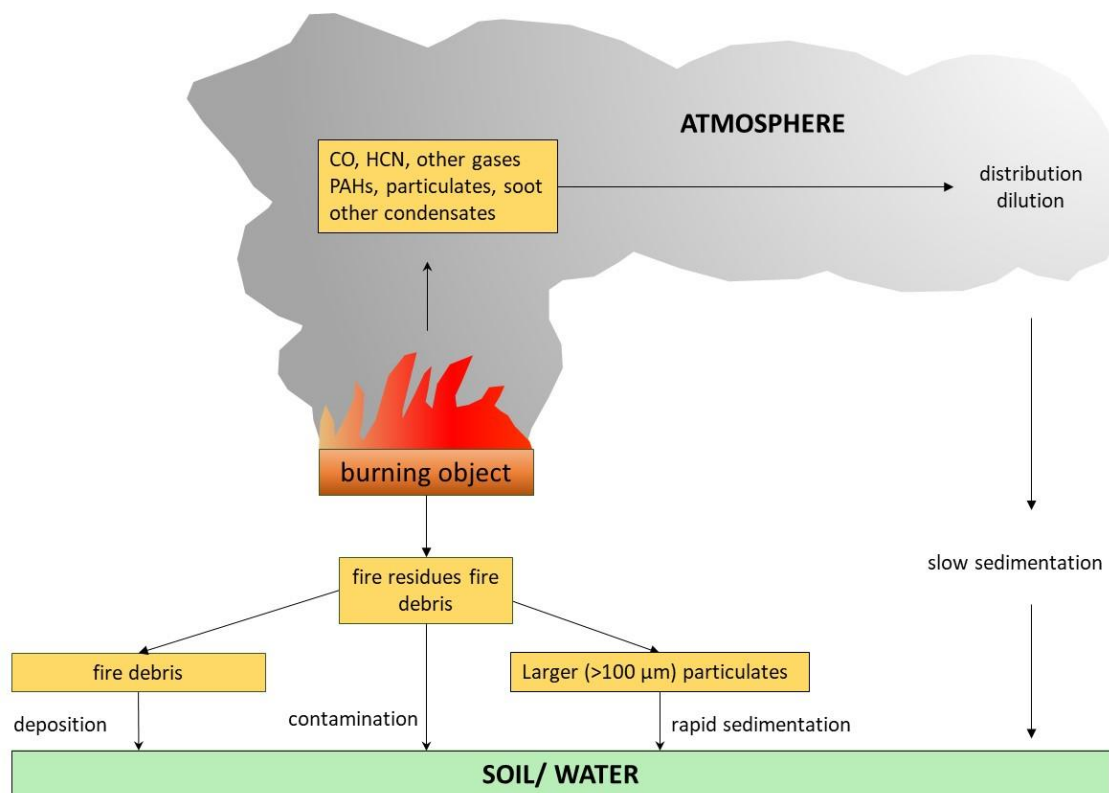 ATMOSPHERE
CO, HCN, other gases
PAHs, particulates, soot
other condensates
distribution
dilution
burning object
fire residues fire
debris
slow sedimentation
fire debris
Larger (>100 µm) particulates
deposition
contamination
rapid sedimentation
SOIL/ WATER